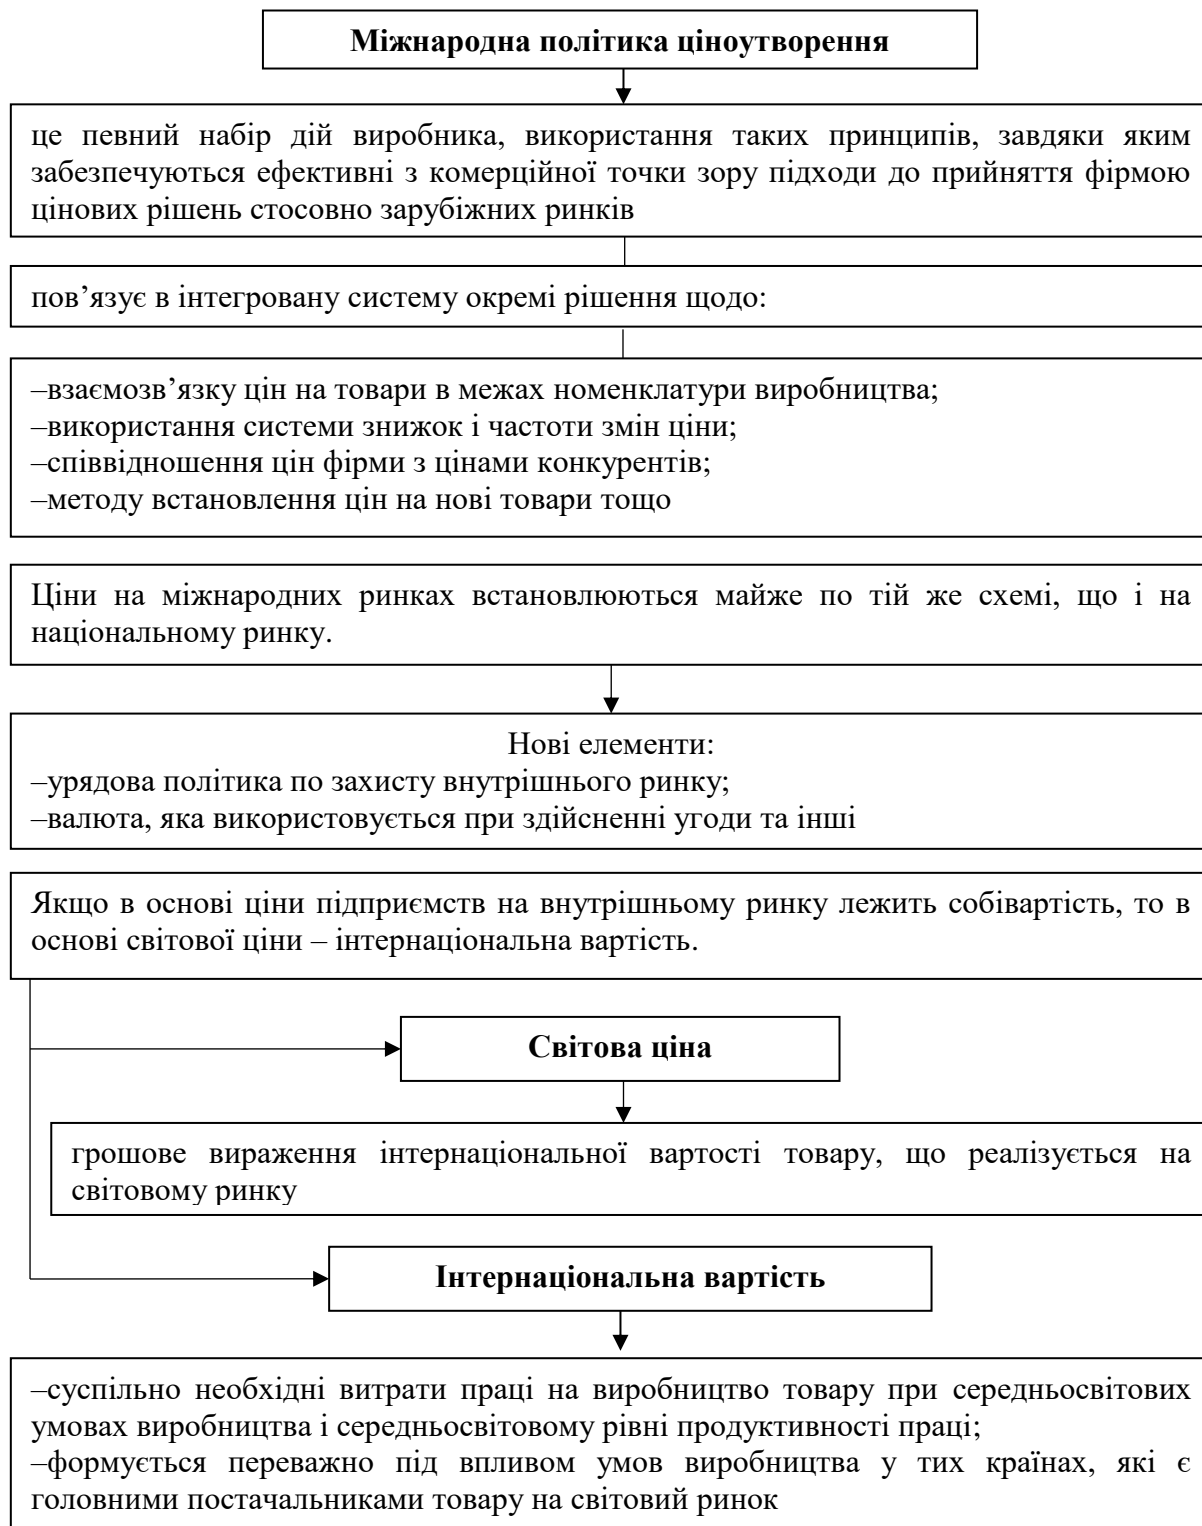 Міжнародна політика ціноутворення
це певний набір дій виробника, використання таких принципів, завдяки яким
забезпечуються ефективні з комерційної точки зору підходи до прийняття фірмою
цінових рішень стосовно зарубіжних ринків
пов’язує в інтегровану систему окремі рішення щодо:
–взаємозв’язку цін на товари в межах номенклатури виробництва;
–використання системи знижок і частоти змін ціни;
–співвідношення цін фірми з цінами конкурентів;
–методу встановлення цін на нові товари тощо
Ціни на міжнародних ринках встановлюються майже по тій же схемі, що і на
національному ринку.
Нові елементи:
–урядова політика по захисту внутрішнього ринку;
–валюта, яка використовується при здійсненні угоди та інші
Якщо в основі ціни підприємств на внутрішньому ринку лежить собівартість, то в
основі світової ціни – інтернаціональна вартість.
Світова ціна
грошове вираження інтернаціональної вартості товару, що реалізується на
світовому ринку
Інтернаціональна вартість
–суспільно необхідні витрати праці на виробництво товару при середньосвітових
умовах виробництва і середньосвітовому рівні продуктивності праці;
–формується переважно під впливом умов виробництва у тих країнах, які є
головними постачальниками товару на світовий ринок